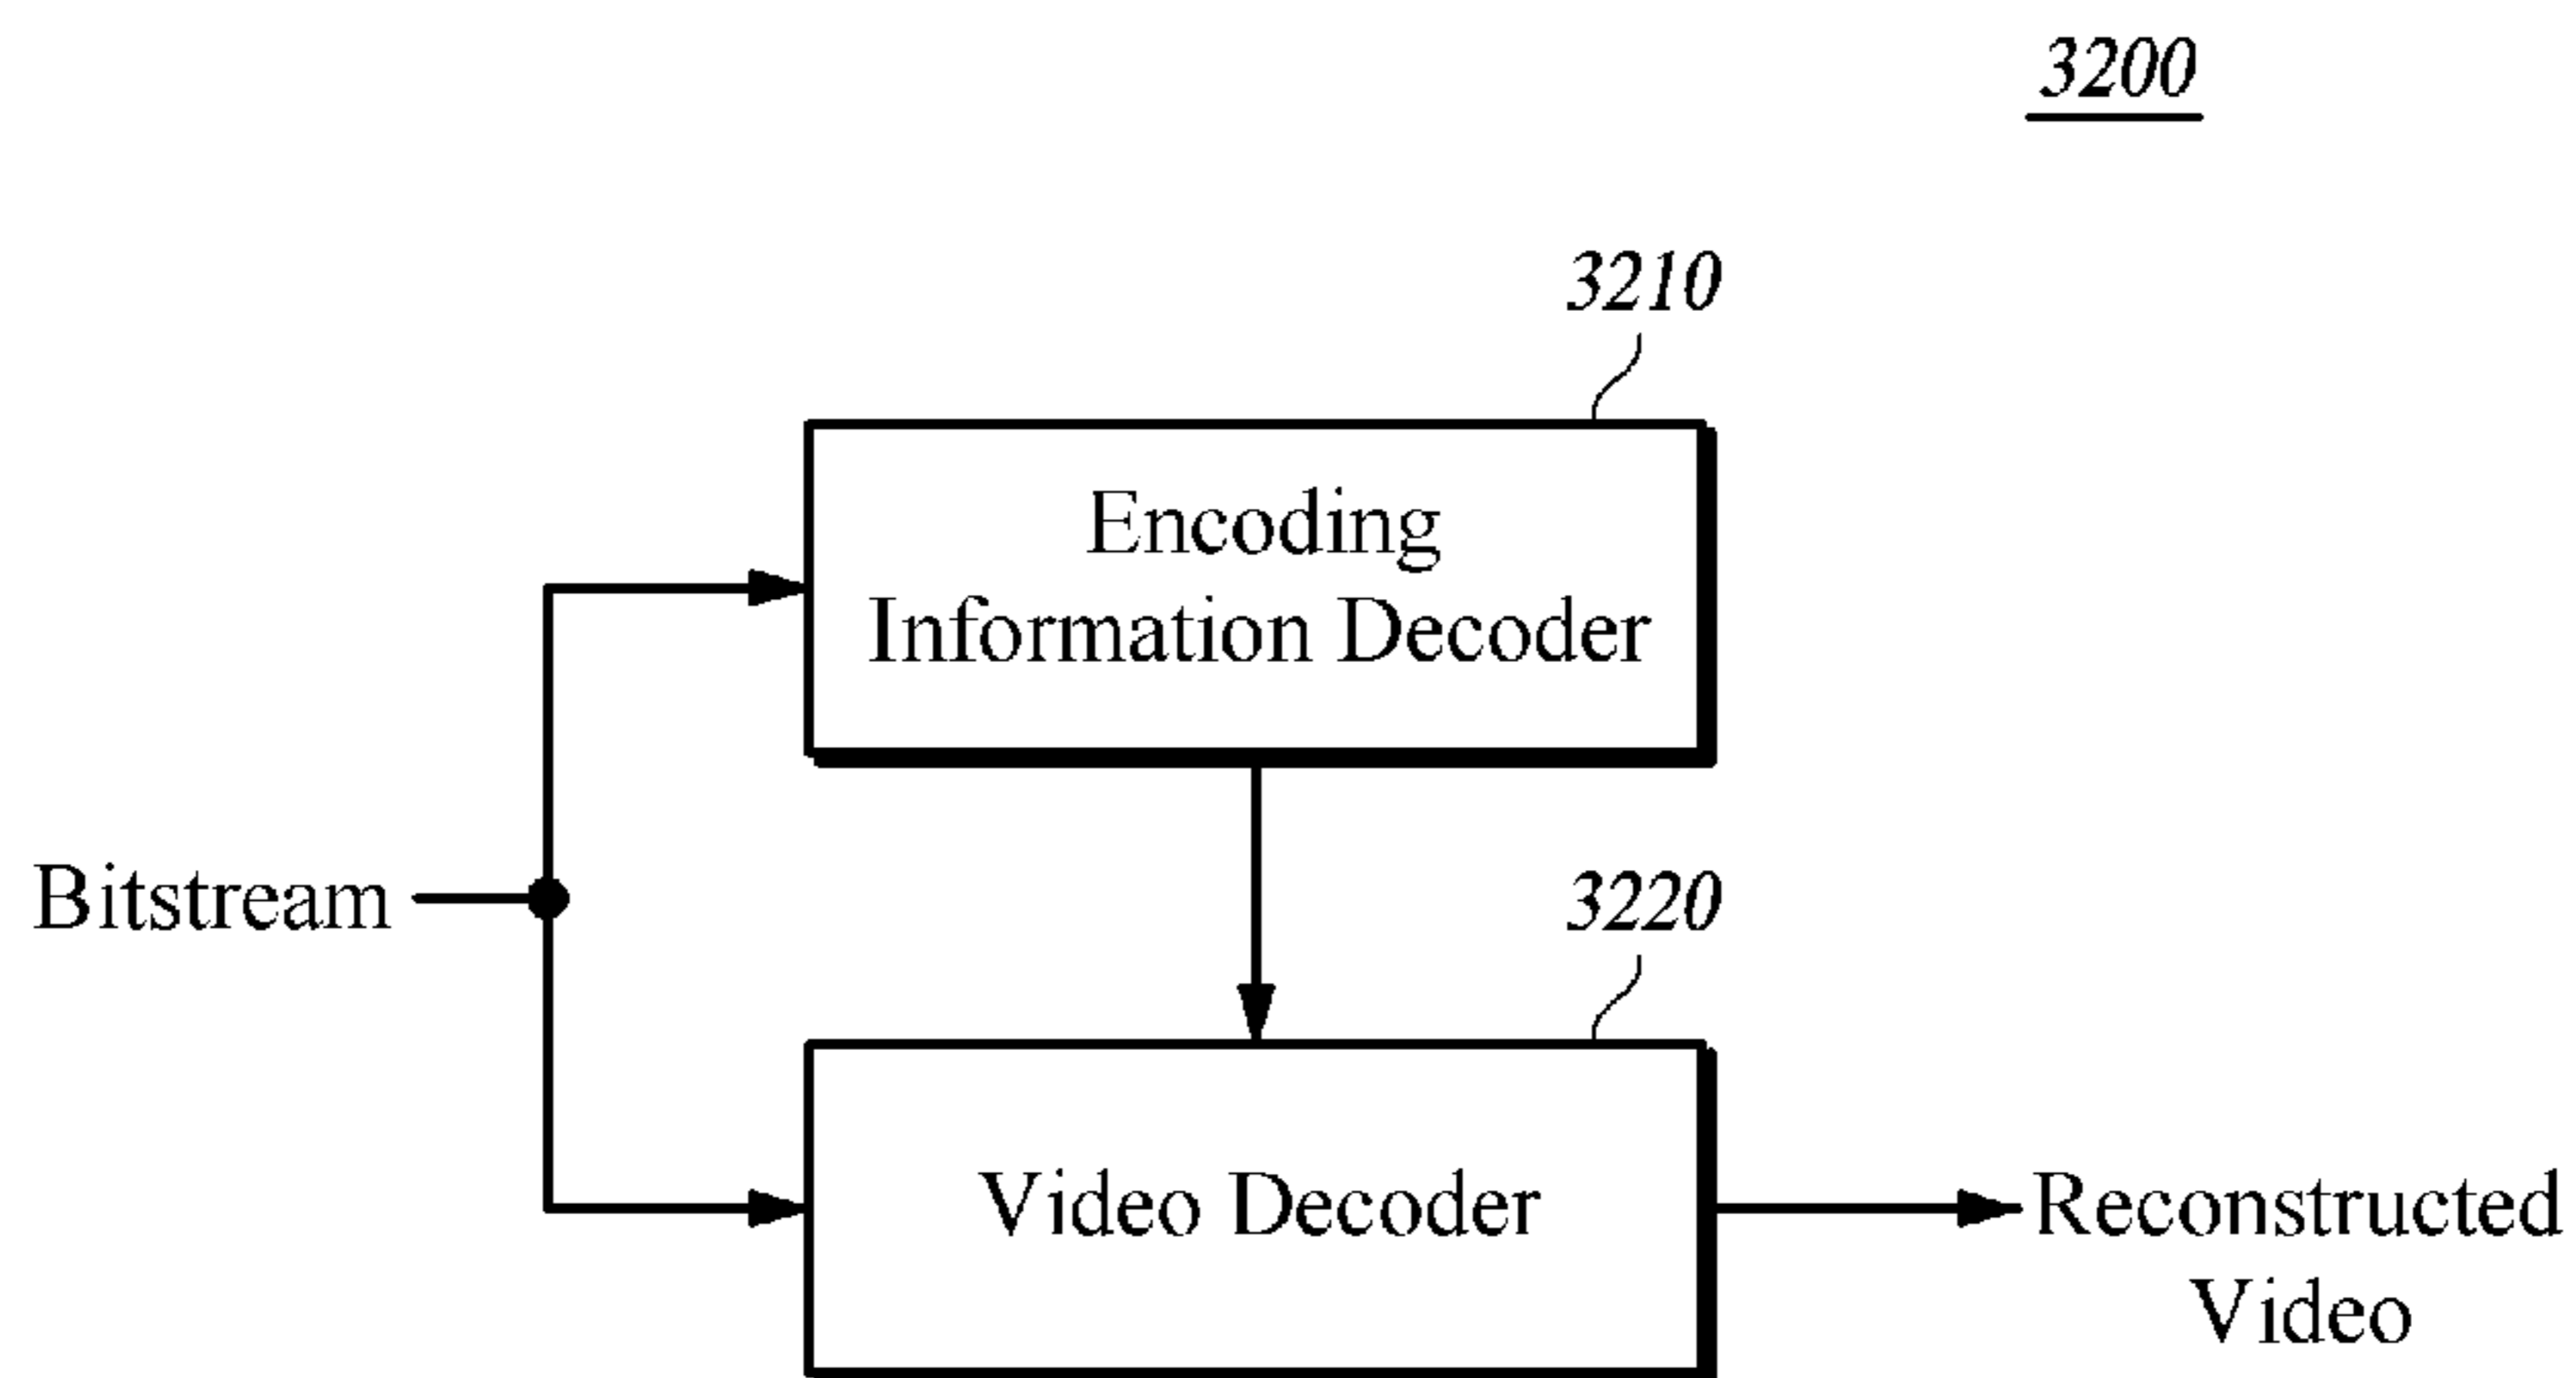 3200
3210
Encoding
Information Decoder
Bitstream
3220
Video Decoder
Reconstructed
Video